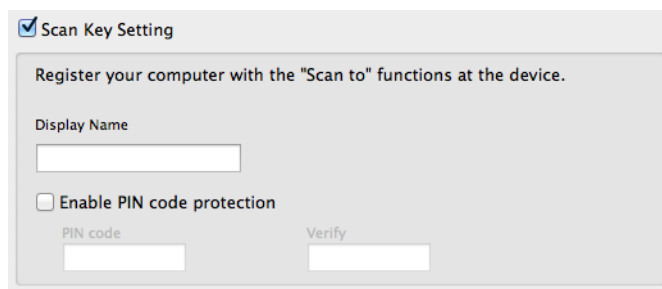 Scan Key Setting
Register your computer with the "Scan to" functions at the device.
Display Name
Enable PIN code protection
PIN code Verify